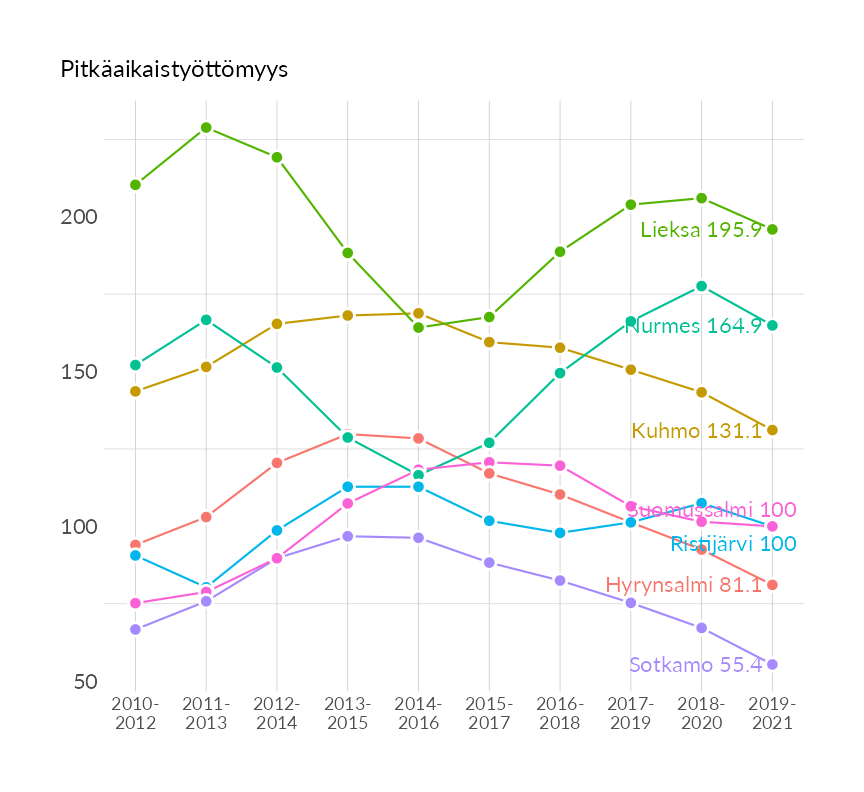 Pitkäaikaistyöttömyys
200
150
100
50
Lieksa 195.9
Nurmes 164.9
Kuhmo 131.1
Suomussalmi 100
Ristijärvi 100
Hyrynsalmi 81.1
Sotkamo 55.4
2010- 2011- 2012- 2013- 2014- 2015- 2016- 2017- 2018- 2019-
2012 2013 2014 2015 2016 2017 2018 2019 2020 2021